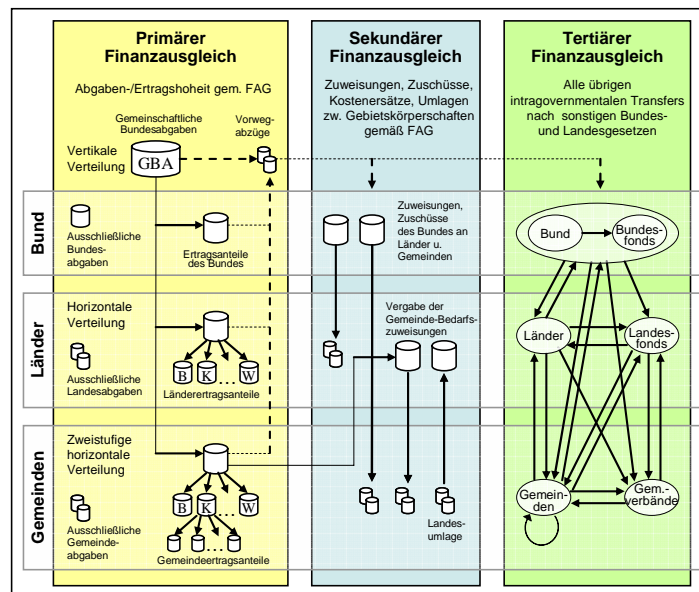 Primärer
Finanzausgleich
Abgaben-/Ertragshoheit gem. FAG
Gemeinschaftliche
Bundesabgaben
Vorweg-
abzüge
Vertikale
Verteilung
GBA
Sekundärer
Finanzausgleich
Zuweisungen, Zuschüsse,
Kostenersätze, Umlagen
zw. Gebietskörperschaften
gemäß FAG
Tertiärer
Finanzausgleich
Alle übrigen
intragovernmentalen Transfers
nach sonstigen Bundes-
und Landesgesetzen
Bund
Ausschließliche
Bundes-
abgaben
Ertragsanteile
des Bundes
Zuweisungen,
Zuschüsse
des Bundes an
Länder u.
Gemeinden
Bund
Bundes-
fonds
Länder
Horizontale
Verteilung
Ausschließliche
Landesabgaben
B K ... W
Länderertragsanteile
Vergabe der
Gemeinde-Bedarfs-
zuweisungen
Länder
Landes-
fonds
Gemeinden
Zweistufige
horizontale
Verteilung
Ausschließliche
Gemeinde-
abgaben
B K ... W
....
Gemeindeertragsanteile
Landes-
umlage
Gemein-
den
Gem.-
verbände